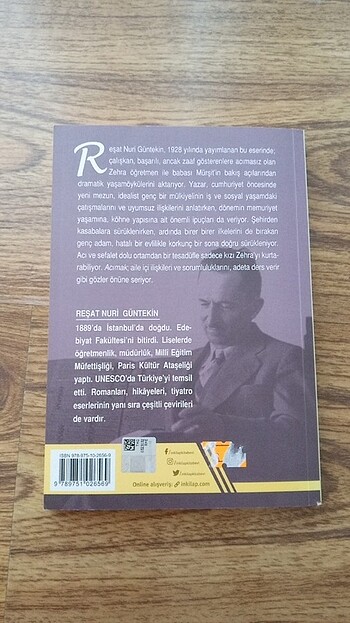 Reşat Nuri Güntekin, 1928 yılında yayımlanan bu eserinde;
çalışkan, başarılı, ancak zaaf gösterenlere acımasız olan
Zehra öğretmen ile babası Mürşit'in bakış açılarından
dramatik yaşamöykülerini aktarıyor. Yazar, cumhuriyet öncesinde
yeni mezun, idealist genç bir mülkiyelinin iş ve sosyal yaşamdaki
çatışmalarını ve uyumsuz ilişkilerini anlatırken, dönemin memuriyet
yaşamına, köhne yapısına ait önemli ipuçları da veriyor. Şehirden
kasabalara sürüklenirken, ardında birer birer ilkelerini de bırakan
genç adam, hatalı bir evlilikle korkunç bir sona doğru sürükleniyor.
Acı ve sefalet dolu ortamdan bir tesadüfle sadece kızı Zehra'yı kurta-
rabiliyor. Acımak; aile içi ilişkileri ve sorumluluklarını, adeta ders verir
gibi gözler önüne seriyor.
REŞAT NURİ GÜNTEKİN
1889'da İstanbul'da doğdu. Ede-
biyat Fakültesi'ni bitirdi. Liselerde
öğretmenlik, müdürlük, Milli Eğitim
Müfettişliği, Paris Kültür Ataşeliği
yaptı. UNESCO'da Türkiye'yi temsil
etti. Romanları, hikâyeleri, tiyatro
eserlerinin yanı sıra çeşitli çevirileri
de vardır.
ISBN 978-975-10-2656-9
9 789751 026569
Online alışveriş: inkilap.com